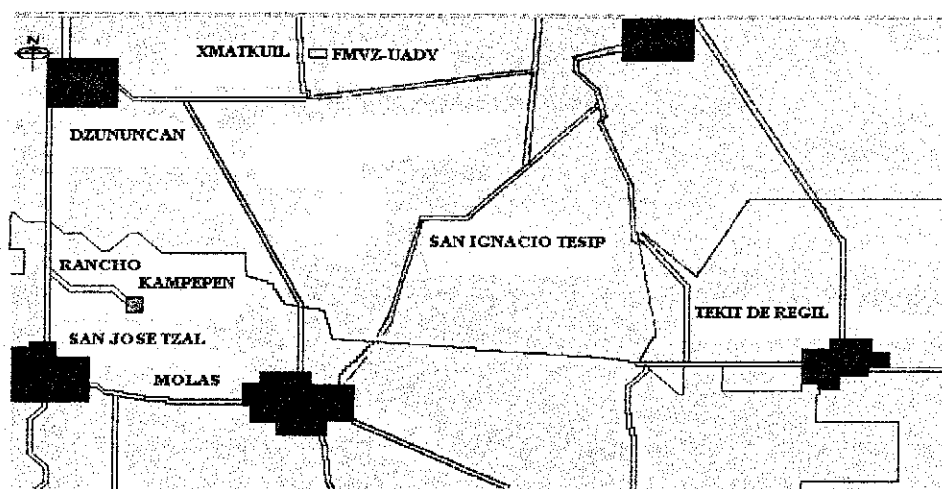 N
XMATKUIL
FMVZ-UADY
DZUNUNCAN
SAN IGNACIO TESIP
RANCHO
KAMPEPEN
TEKIT DE REGIL
SAN JOSE TZAL
MOLAS